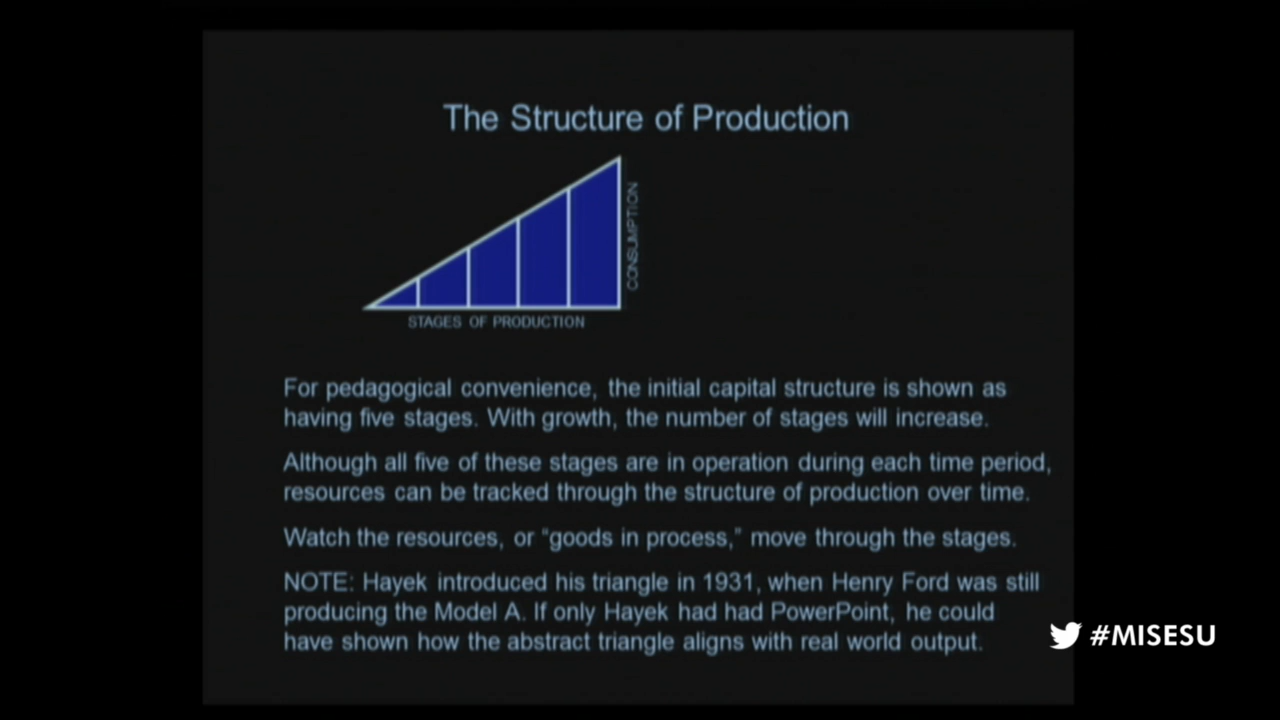 The Structure of Production
CONSUMPTION
STAGES OF PRODUCTION
For pedagogical convenience, the initial capital structure is shown as
having five stages. With growth, the number of stages will increase.
Although all five of these stages are in operation during each time period,
resources can be tracked through the structure of production over time.
Watch the resources, or “goods in process,” move through the stages.
NOTE: Hayek introduced his triangle in 1931, when Henry Ford was still
producing the Model A. If only Hayek had had PowerPoint, he could
have shown how the abstract triangle aligns with real world output.
#MISESU